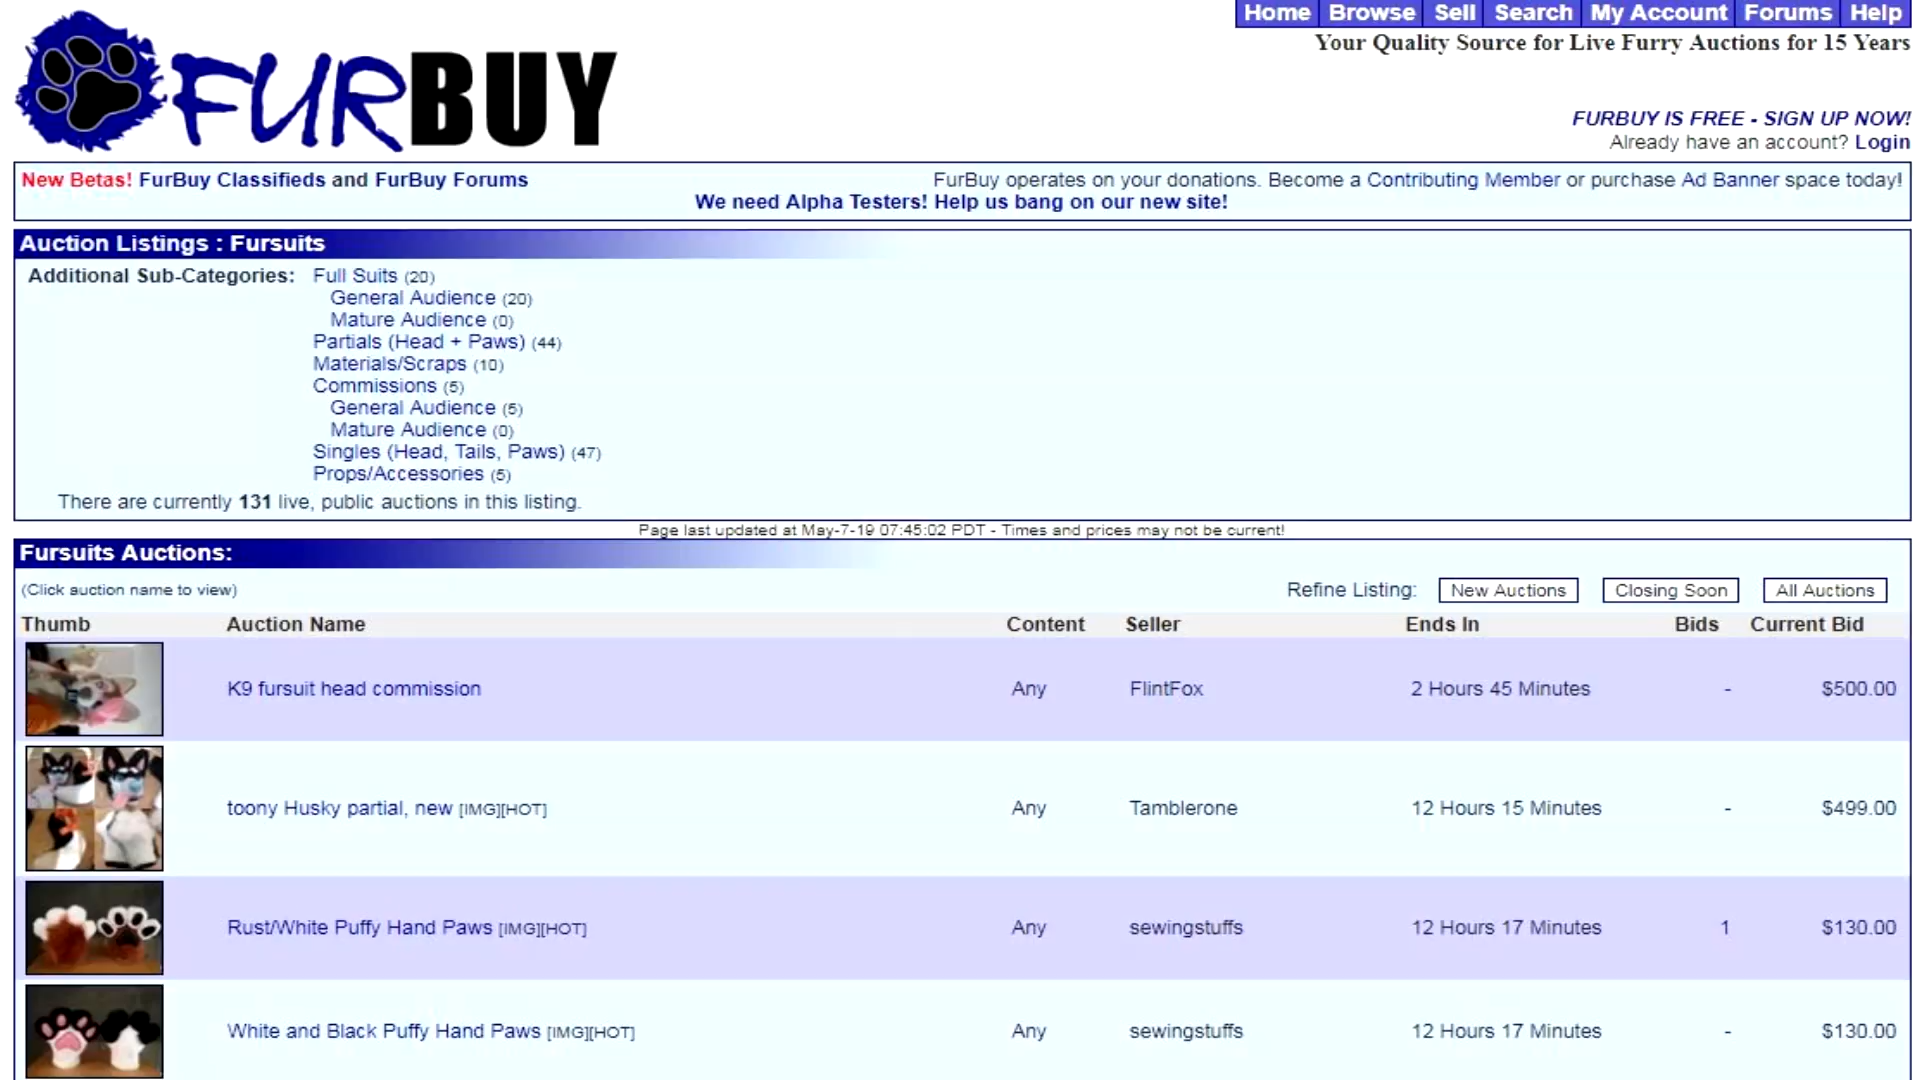 Home Browse Sell Search My Account Forums Help
FURBUY
Your Quality Source for Live Furry Auctions for 15 Years
FURBUY IS FREE - SIGN UP NOW!
Already have an account? Login
New Betas! FurBuy Classifieds and FurBuy Forums
FurBuy operates on your donations. Become a Contributing Member or purchase Ad Banner space today!
We need Alpha Testers! Help us bang on our new site!
Auction Listings : Fursuits
Additional Sub-Categories: Full Suits (20)
General Audience (20)
Mature Audience (0)
Partials (Head + Paws) (44)
Materials/Scraps (10)
Commissions (5)
General Audience (5)
Mature Audience (0)
Singles (Head, Tails, Paws) (47)
Props/Accessories (5)
There are currently 131 live, public auctions in this listing.
Page last updated at May-7-19 07:45:02 PDT - Times and prices may not be current!
Fursuits Auctions:
(Click auction name to view) Refine Listing: New Auctions Closing Soon All Auctions
Thumb Auction Name Content Seller Ends In Bids Current Bid
K9 fursuit head commission Any FlintFox 2 Hours 45 Minutes - $500.00
toony Husky partial, new [IMG][HOT] Any Tamblerone 12 Hours 15 Minutes - $499.00
Rust/White Puffy Hand Paws [IMG][HOT] Any sewingstuffs 12 Hours 17 Minutes 1 $130.00
White and Black Puffy Hand Paws [IMG][HOT] Any sewingstuffs 12 Hours 17 Minutes - $130.00